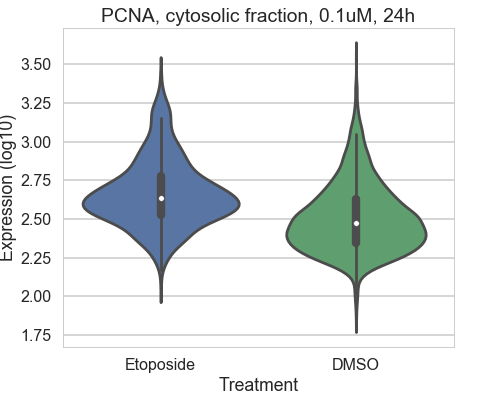 PCNA, cytosolic fraction, 0.1uM, 24h
Expression (log10)
3.50
3.25
3.00
2.75
2.50
2.25
2.00
1.75
Etoposide DMSO
Treatment